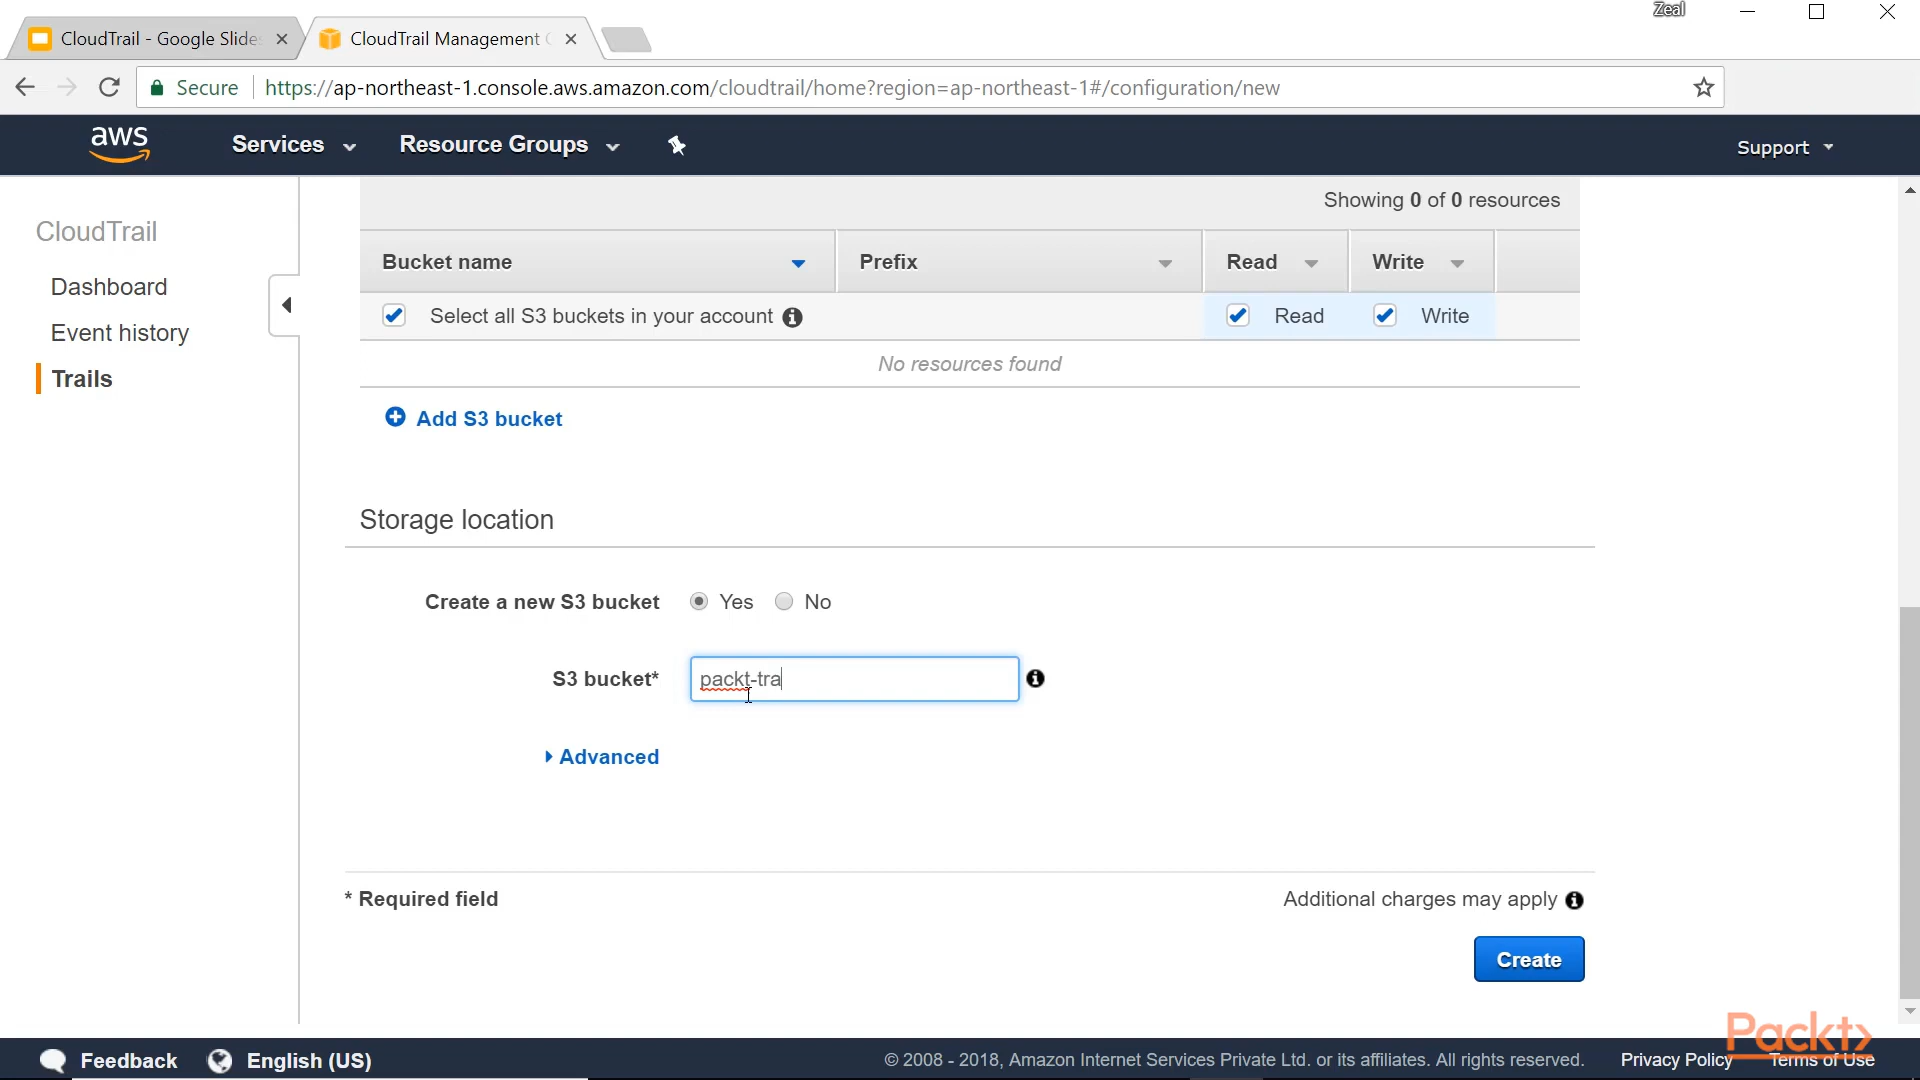 Zeal
CloudTrail - Google Slides
CloudTrail Management C
Secure
https://ap-northeast-1.console.aws.amazon.com/cloudtrail/home?region=ap-northeast-1#/configuration/new
aws
Services
Resource Groups
Support
CloudTrail
Dashboard
Event history
Trails
Showing 0 of 0 resources
Bucket name
Prefix
Read
Write
Select all S3 buckets in your account
Read
Write
No resources found
Add S3 bucket
Storage location
Create a new S3 bucket
Yes
No
S3 bucket*
packt-tra
Advanced
* Required field
Additional charges may apply
Create
Packt>
Feedback
English (US)
© 2008 - 2018, Amazon Internet Services Private Ltd. or its affiliates. All rights reserved.
Privacy Policy
Terms of Use